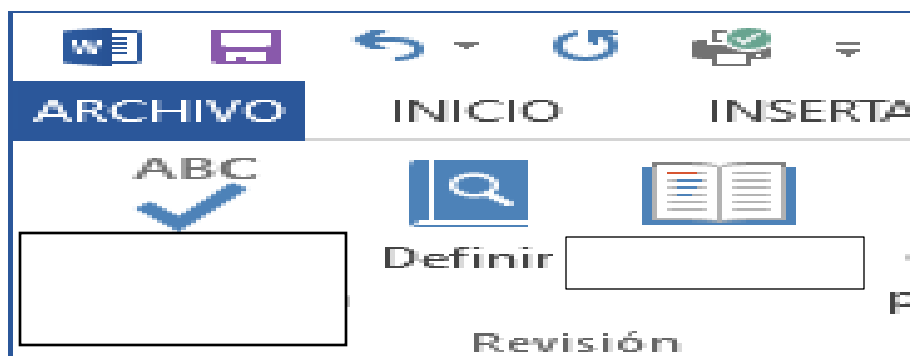 W
ARCHIVO INICIO INSERTA
ABC
Definir
p
Revisión